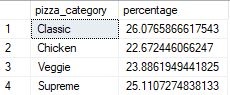 pizza_category percentage
1 Classic 26.0765866617543
2 Chicken 22.672446066247
3 Veggie 23.8861949441825
4 Supreme 25.1107274838133